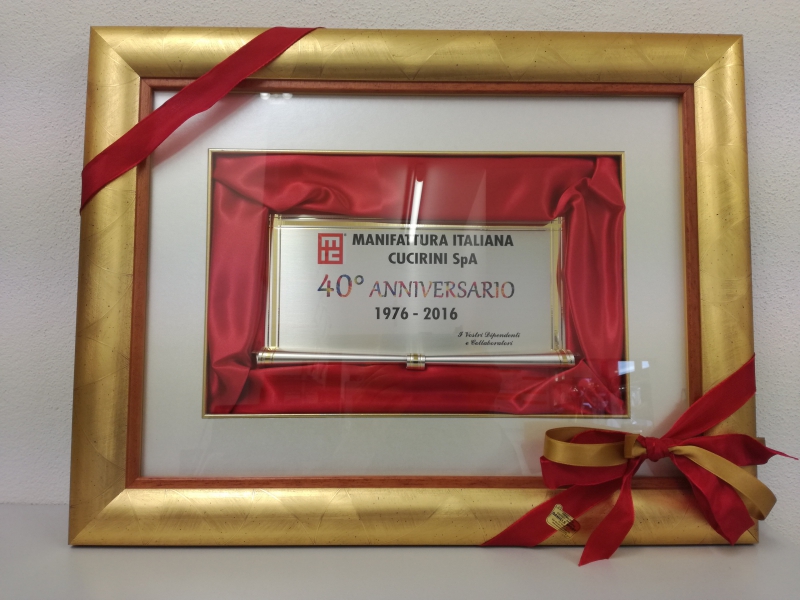 MANIFATTURA ITALIANA
CUCIRINI SpA
40° ANNIVERSARIO
1976 - 2016
I Vostri Dipendenti
e Collaboratori